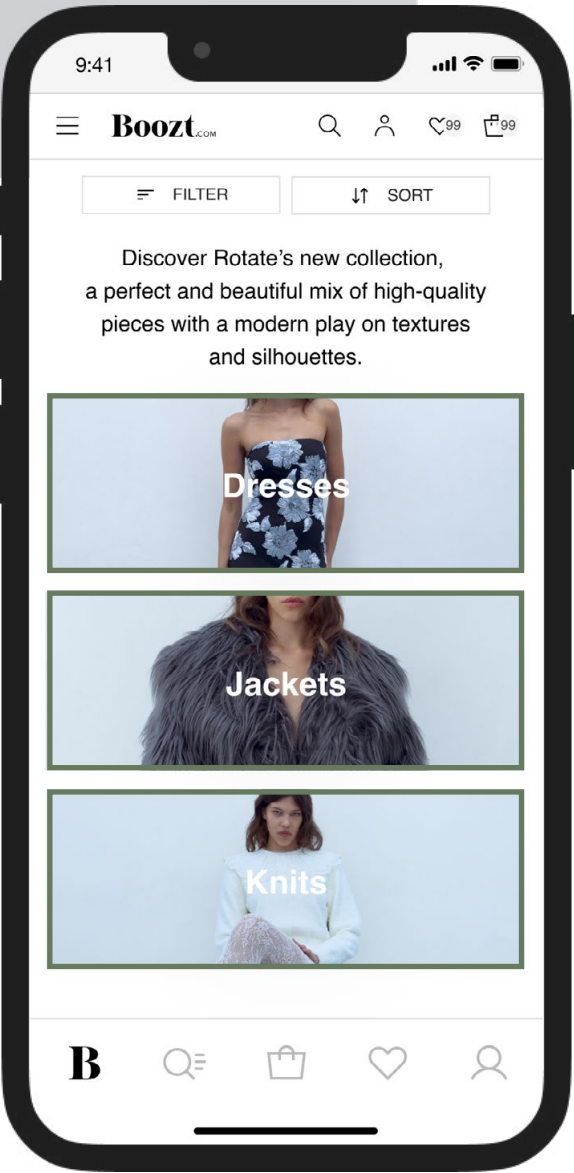 9:41
Boozt.COM
99
99
FILTER
SORT
Discover Rotate’s new collection,
a perfect and beautiful mix of high-quality
pieces with a modern play on textures
and silhouettes.
Dresses
Jackets
Knits
B